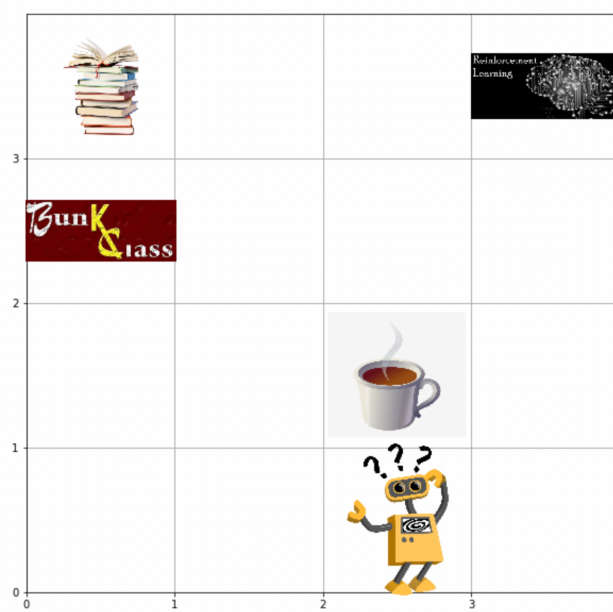 Reinforcement
Learning
3
BunK
Class
2
1
? ? ?
0
0 1 2 3